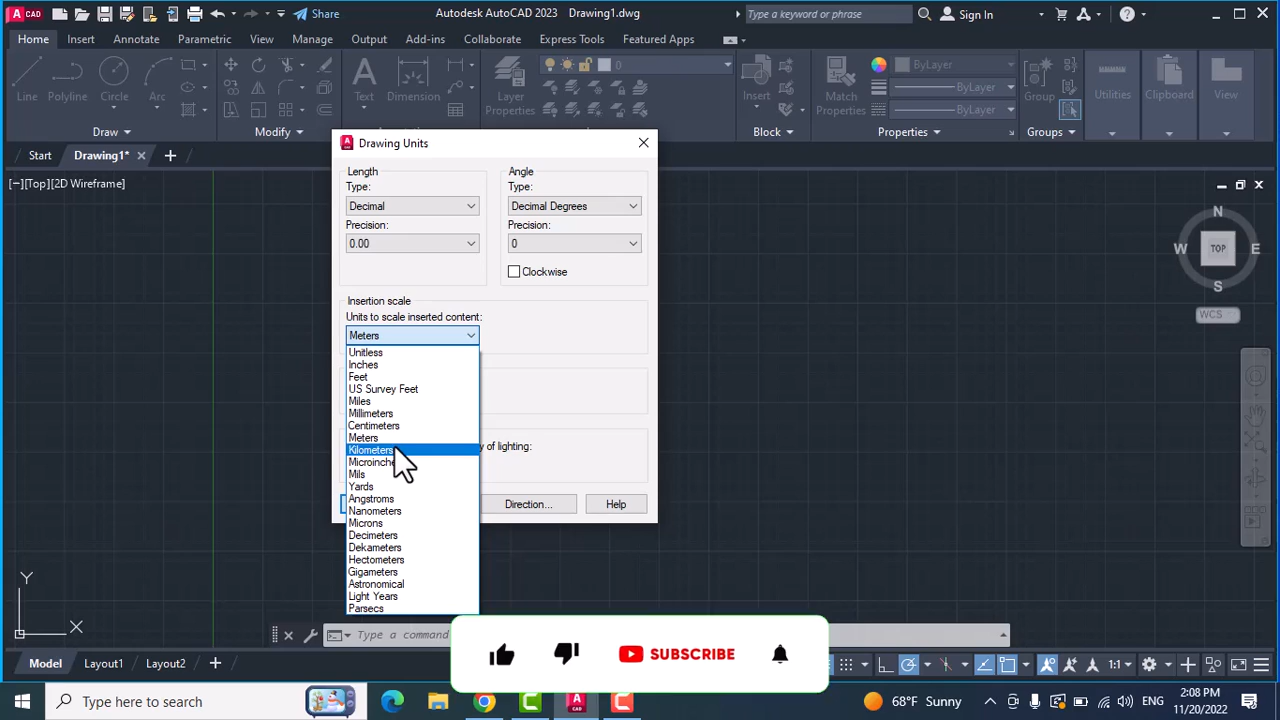 A CAD
Share
Autodesk AutoCAD 2023 Drawing1.dwg
Type a keyword or phrase
Sign In
Home Insert Annotate Parametric View Manage Output Add-ins Collaborate Express Tools Featured Apps
Line Polyline Circle Arc
Text Dimension
Layer
Properties
0
Insert
Match
Properties
ByLayer
ByLayer
ByLayer
Group Utilities Clipboard View
Draw Modify Block Properties Groups
Start Drawing1*
Drawing Units
[−][Top][2D Wireframe]
Length
Type:
Decimal
Precision:
0.00
Angle
Type:
Decimal Degrees
Precision:
0
Clockwise
Insertion scale
Units to scale inserted content:
Meters
Unitless
Inches
Feet
US Survey Feet
Miles
Millimeters
Centimeters
Meters
Kilometers
Mils
Yards
Angstroms
Nanometers
Microns
Decimeters
Dekameters
Hectometers
Gigameters
Astronomical
Light Years
Parsecs
of lighting:
Direction... Help
N
W TOP E
S
WCS
Y
X
Type a command
SUBSCRIBE
Model Layout1 Layout2
1:1
Type here to search
68°F Sunny
ENG
2:08 PM
11/20/2022